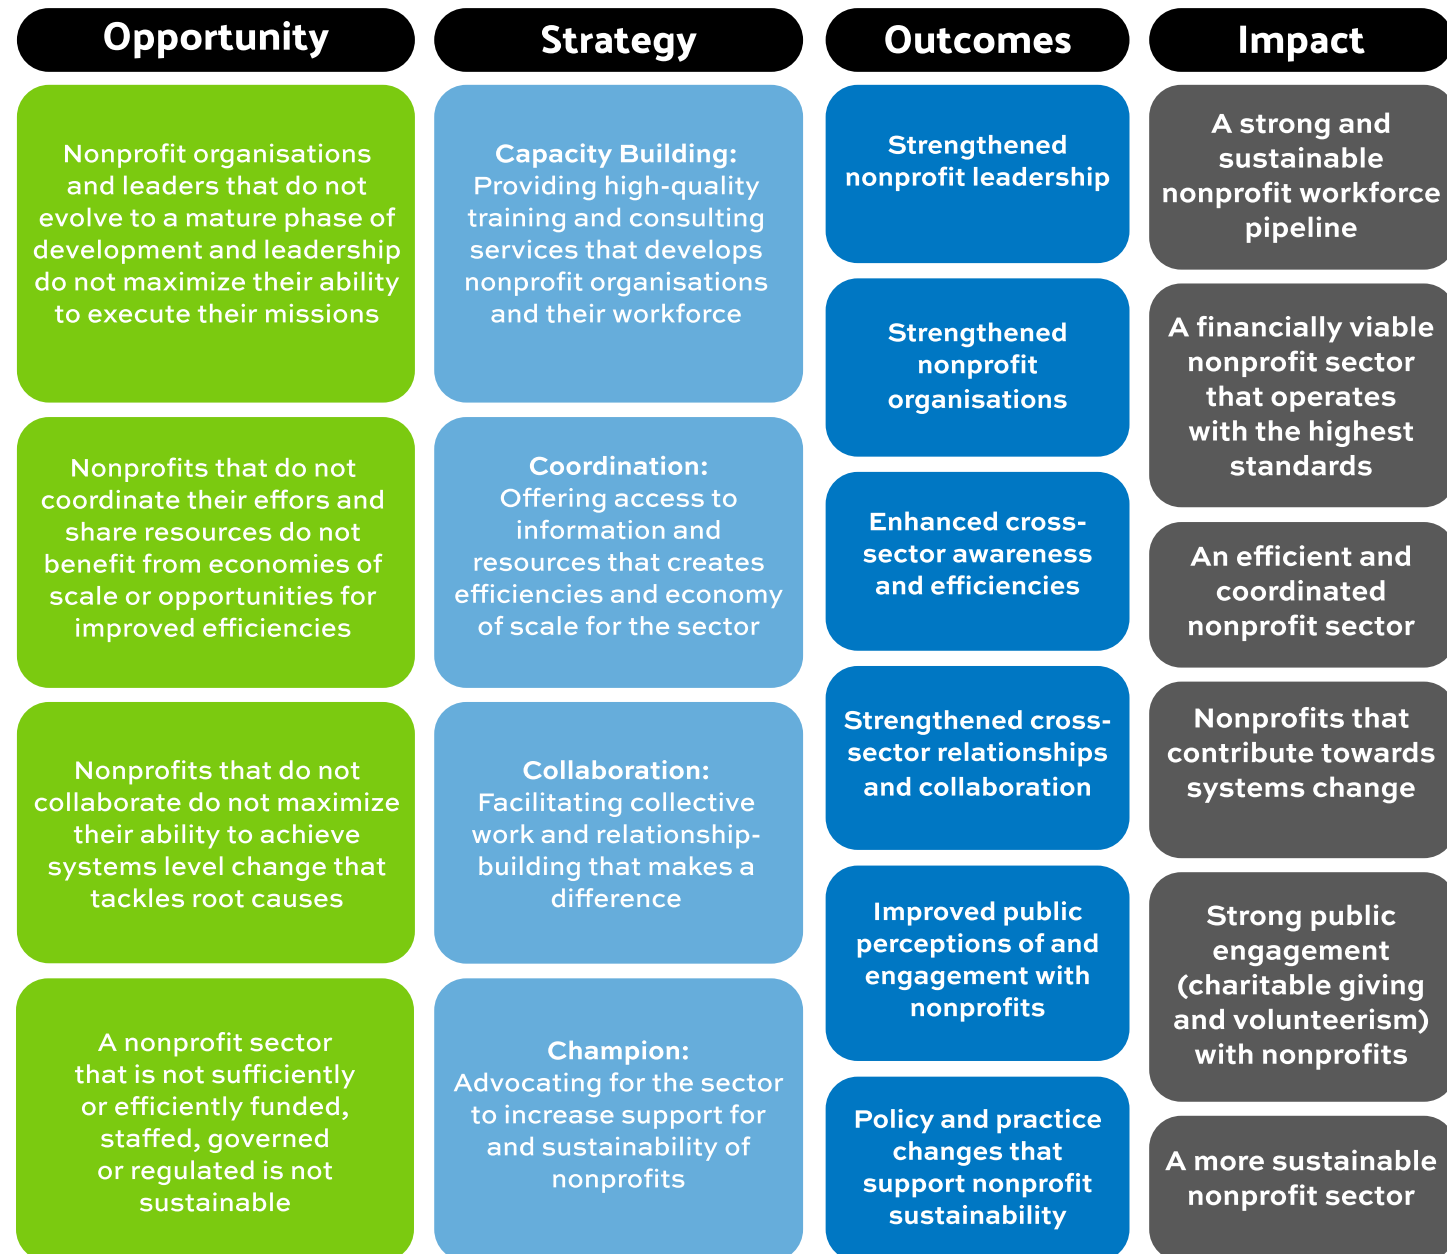 Opportunity
Strategy
Outcomes
Impact
Nonprofit organisations
and leaders that do not
evolve to a mature phase of
development and leadership
do not maximize their ability
to execute their missions
Nonprofits that do not
coordinate their effors and
share resources do not
benefit from economies of
scale or opportunities for
improved efficiencies
Nonprofits that do not
collaborate do not maximize
their ability to achieve
systems level change that
tackles root causes
A nonprofit sector
that is not sufficiently
or efficiently funded,
staffed, governed
or regulated is not
sustainable
Capacity Building:
Providing high-quality
training and consulting
services that develops
nonprofit organisations
and their workforce
Coordination:
Offering access to
information and
resources that creates
efficiencies and economy
of scale for the sector
Collaboration:
Facilitating collective
work and relationship-
building that makes a
difference
Champion:
Advocating for the sector
to increase support for
and sustainability of
nonprofits
Strengthened
nonprofit leadership
Strengthened
nonprofit
organisations
Enhanced cross-
sector awareness
and efficiencies
Strengthened cross-
sector relationships
and collaboration
Improved public
perceptions of and
engagement with
nonprofits
Policy and practice
changes that
support nonprofit
sustainability
A strong and
sustainable
nonprofit workforce
pipeline
A financially viable
nonprofit sector
that operates
with the highest
standards
An efficient and
coordinated
nonprofit sector
Nonprofits that
contribute towards
systems change
Strong public
engagement
(charitable giving
and volunteerism)
with nonprofits
A more sustainable
nonprofit sector